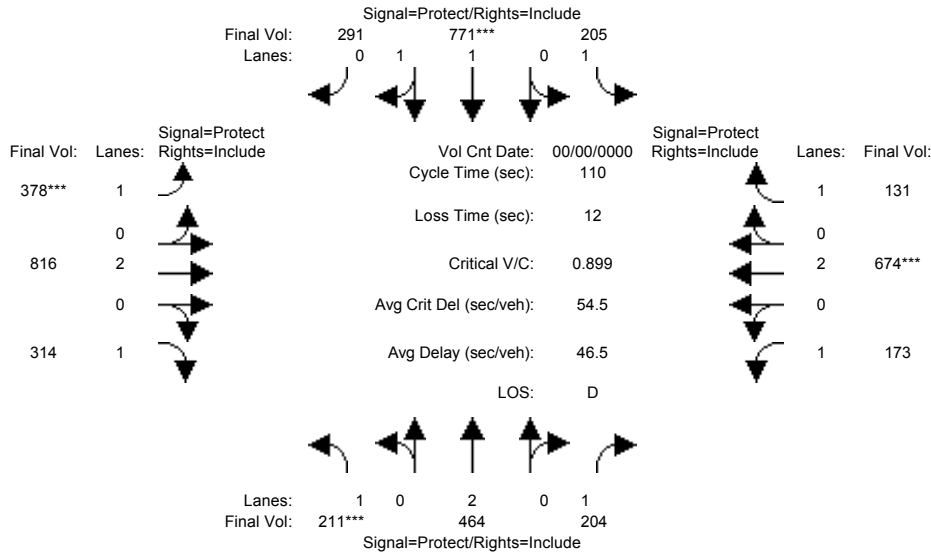 Signal=Protect/Rights=Include
Final Vol: 291 771*** 205
Lanes: 0 1 1 0 1
Signal=Protect Signal=Protect
Final Vol: Lanes: Rights=Include Vol Cnt Date: 00/00/0000 Rights=Include Lanes: Final Vol:
Cycle Time (sec): 110
378*** 1 1 131
Loss Time (sec): 12
0 0
816 2 Critical V/C: 0.899 2 674***
0 Avg Crit Del (sec/veh): 54.5 0
314 1 Avg Delay (sec/veh): 46.5 1 173
LOS: D
Lanes: 1 0 2 0 1
Final Vol: 211*** 464 204
Signal=Protect/Rights=Include